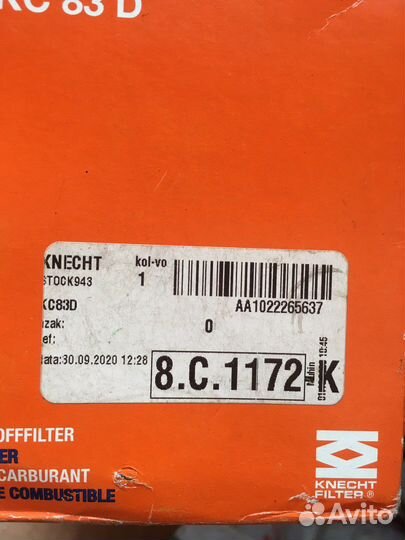 KC 83 D
KNECHT kol-vo
STOCK943 1
KC83D AA1022265637
zak: 0
ef:
data:30.09.2020 12:28
8.C.1172 K
OFFFILTER
ER
CARBURANT
E COMBUSTIBLE
KNECHT
FILTER®
Avito